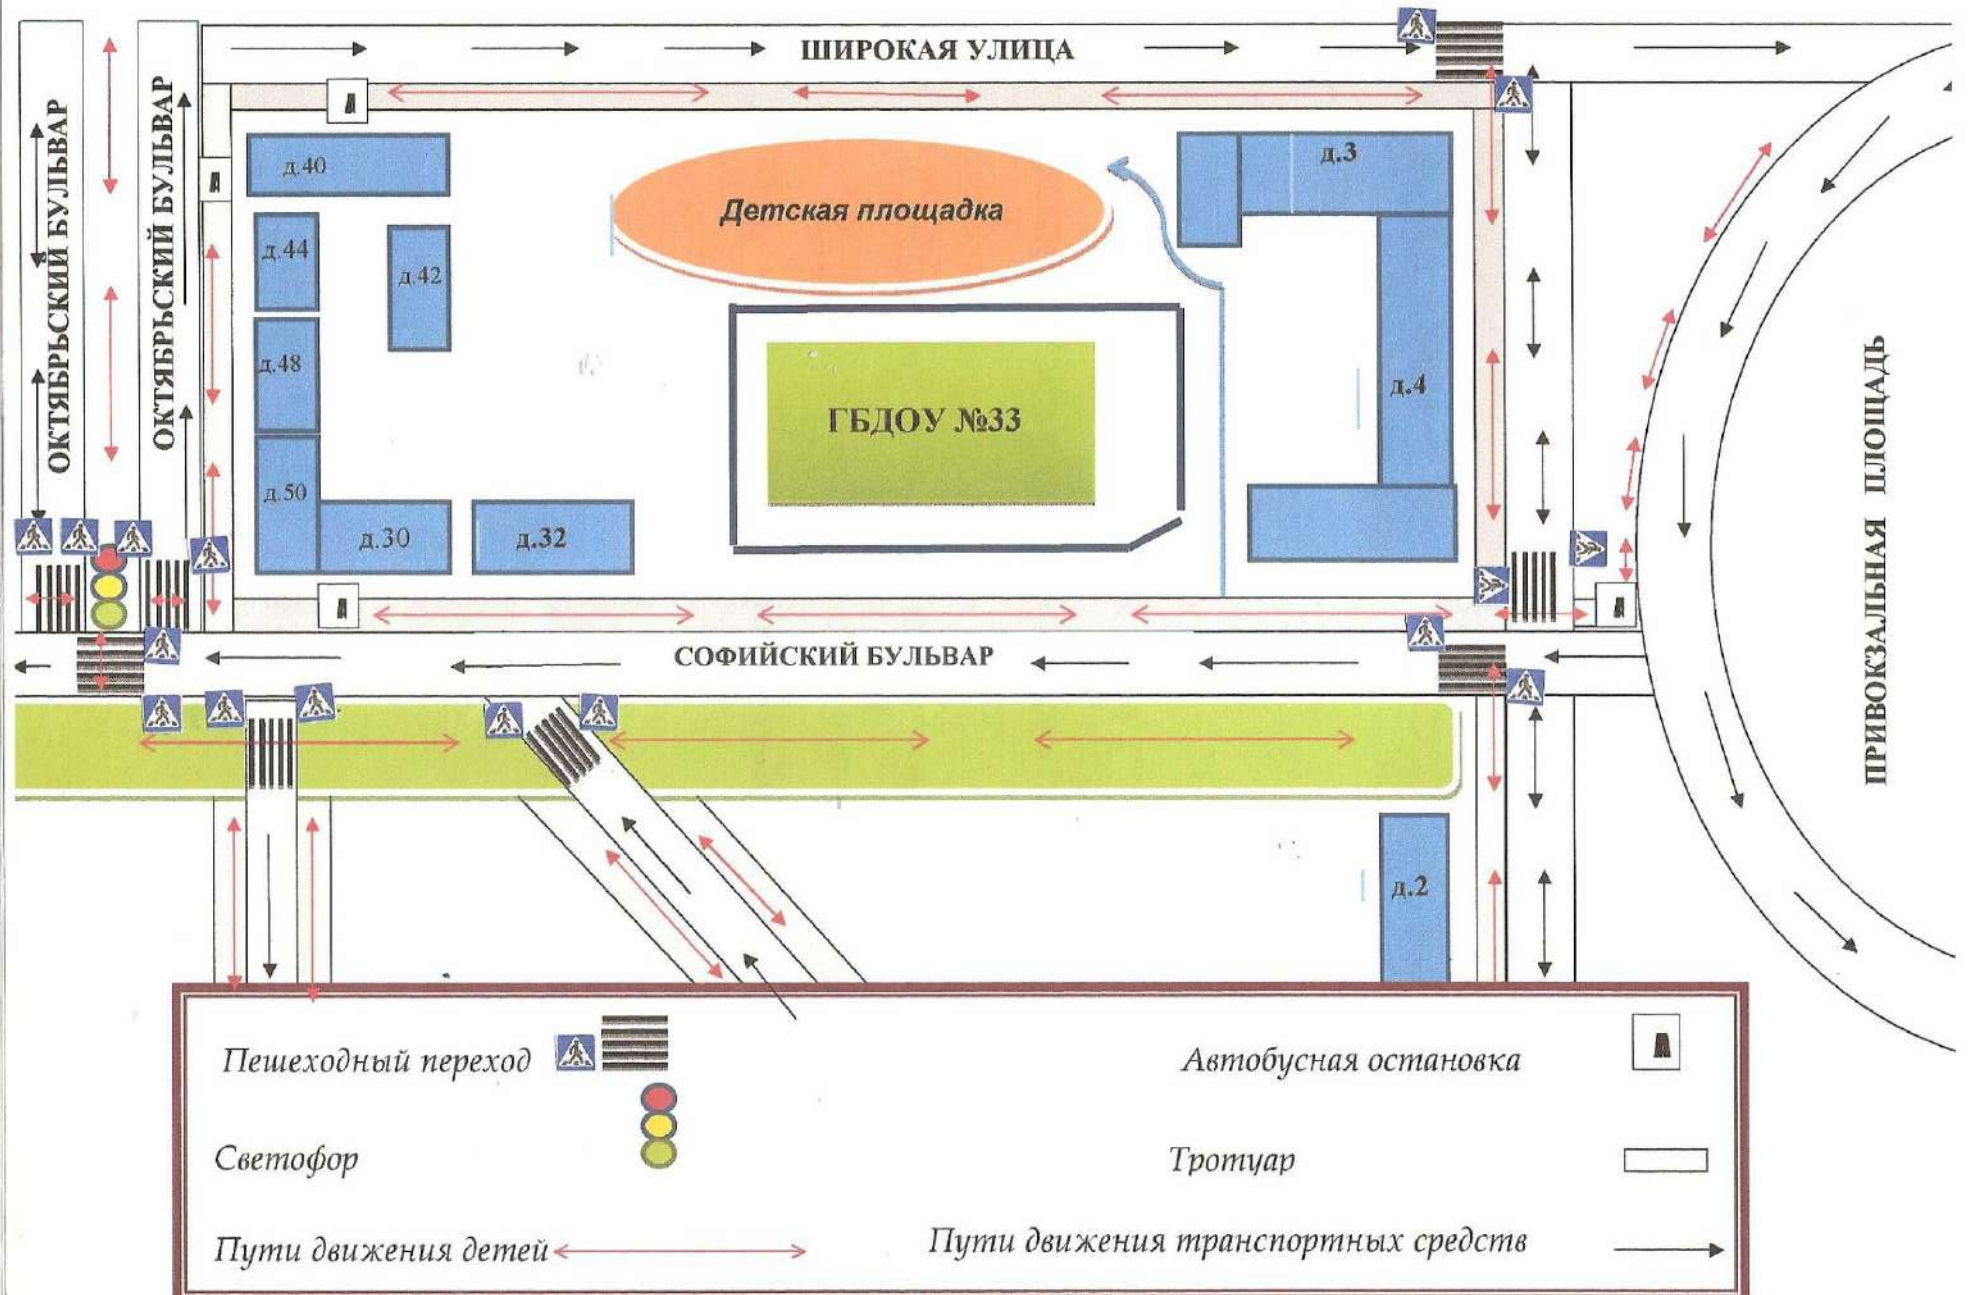 ШИРОКАЯ УЛИЦА
ОКТЯБРЬСКИЙ БУЛЬВАР
ОКТЯБРЬСКИЙ БУЛЬВАР
А
А
д.40
д.44
д.42
д.48
д.50
д.30
д.32
Детская площадка
ГБДОУ №33
д.3
д.4
ПРИВОКЗАЛЬНАЯ ПЛОЩАДЬ
А
А
СОФИЙСКИЙ БУЛЬВАР
д.2
Пешеходный переход
Автобусная остановка
А
Светофор
Тротуар
Пути движения детей
Пути движения транспортных средств